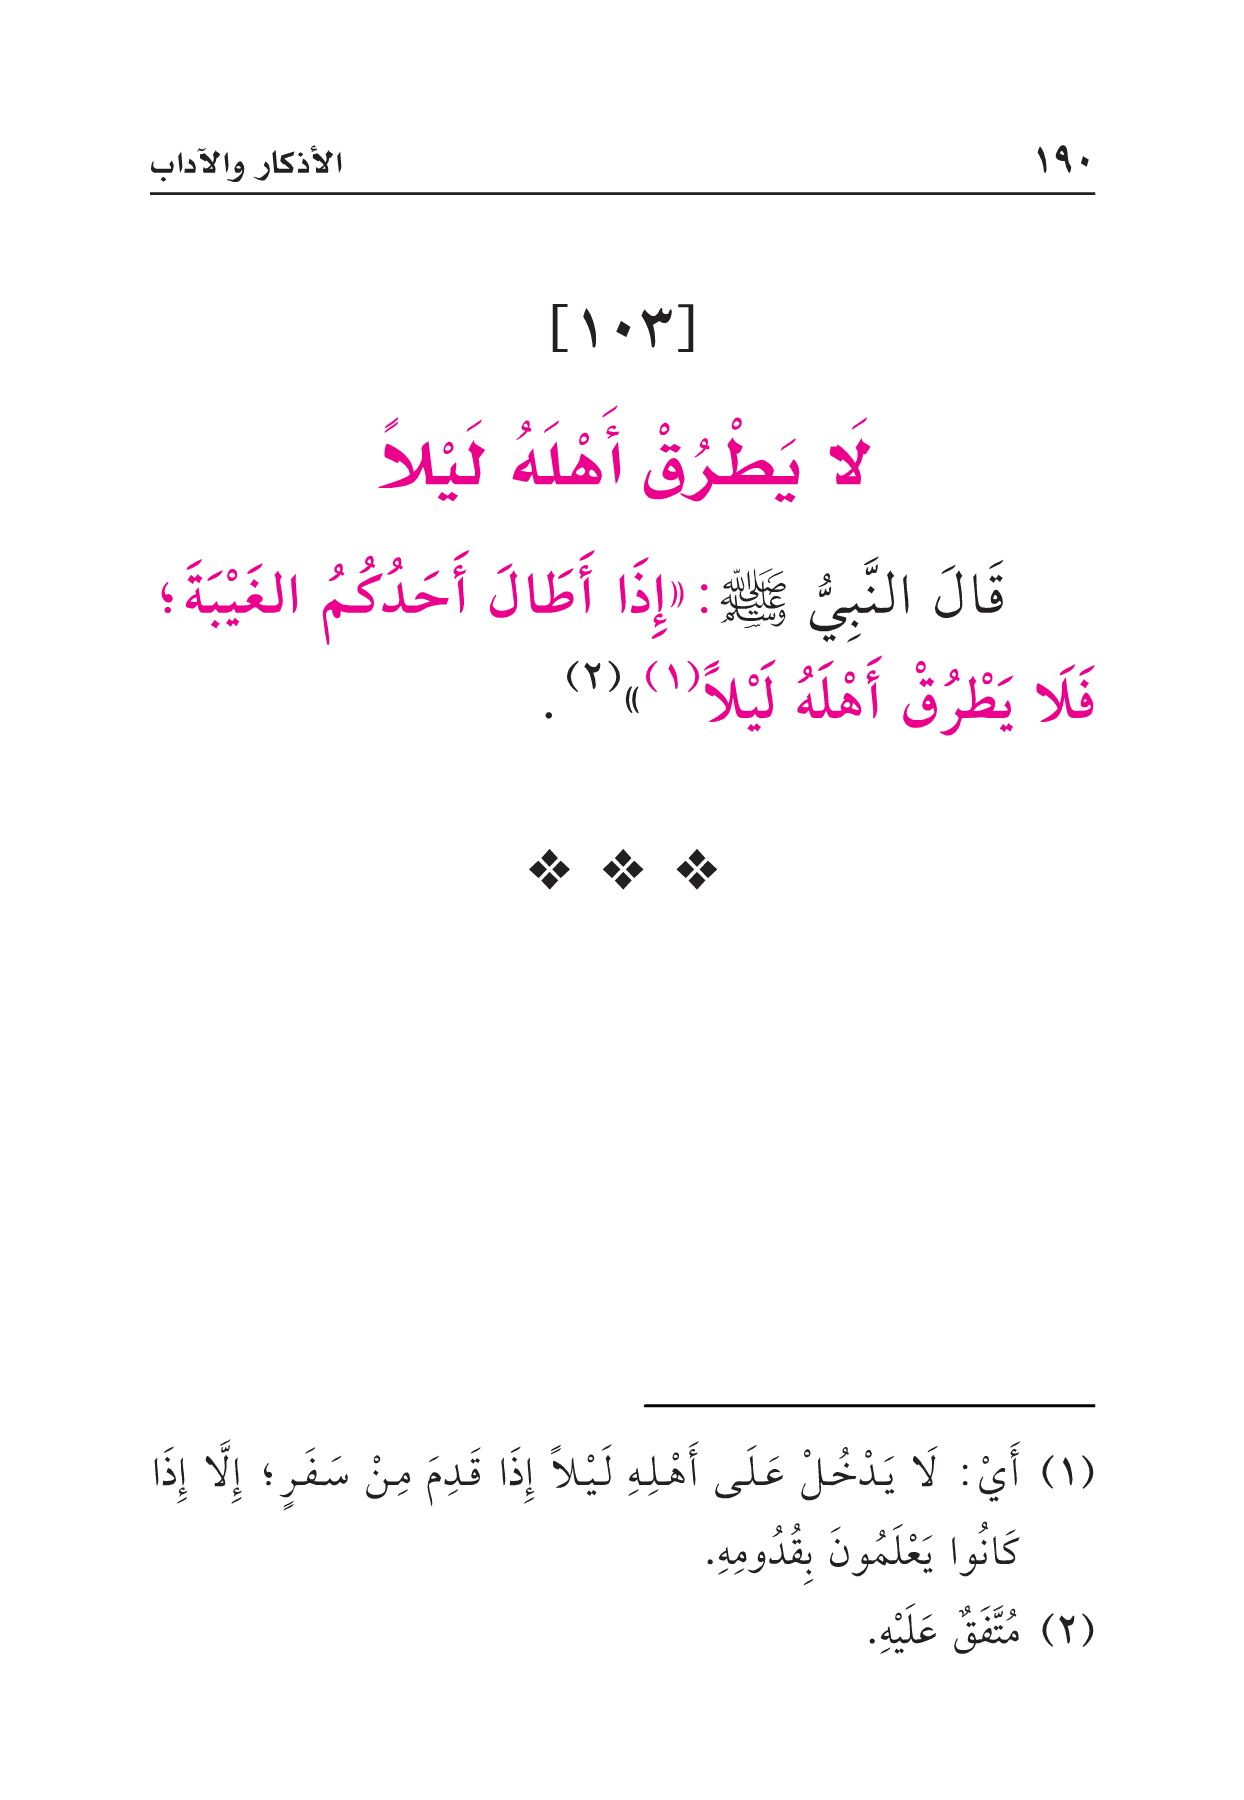 ١٩٠ الأذكار والآداب
[١٠٣]
لَا يَطْرُقْ أَهْلَهُ لَيْلاً
قَالَ النَّبِيُّ ﷺ: «إِذَا أَطَالَ أَحَدُكُمُ الغَيْبَةَ؛
فَلَا يَطْرُقْ أَهْلَهُ لَيْلاً(١)»(٢).
(١) أَيْ: لَا يَدْخُلْ عَلَى أَهْلِهِ لَيْلاً إِذَا قَدِمَ مِنْ سَفَرٍ؛ إِلَّا إِذَا
كَانُوا يَعْلَمُونَ بِقُدُومِهِ.
(٢) مُتَّفَقٌ عَلَيْهِ.